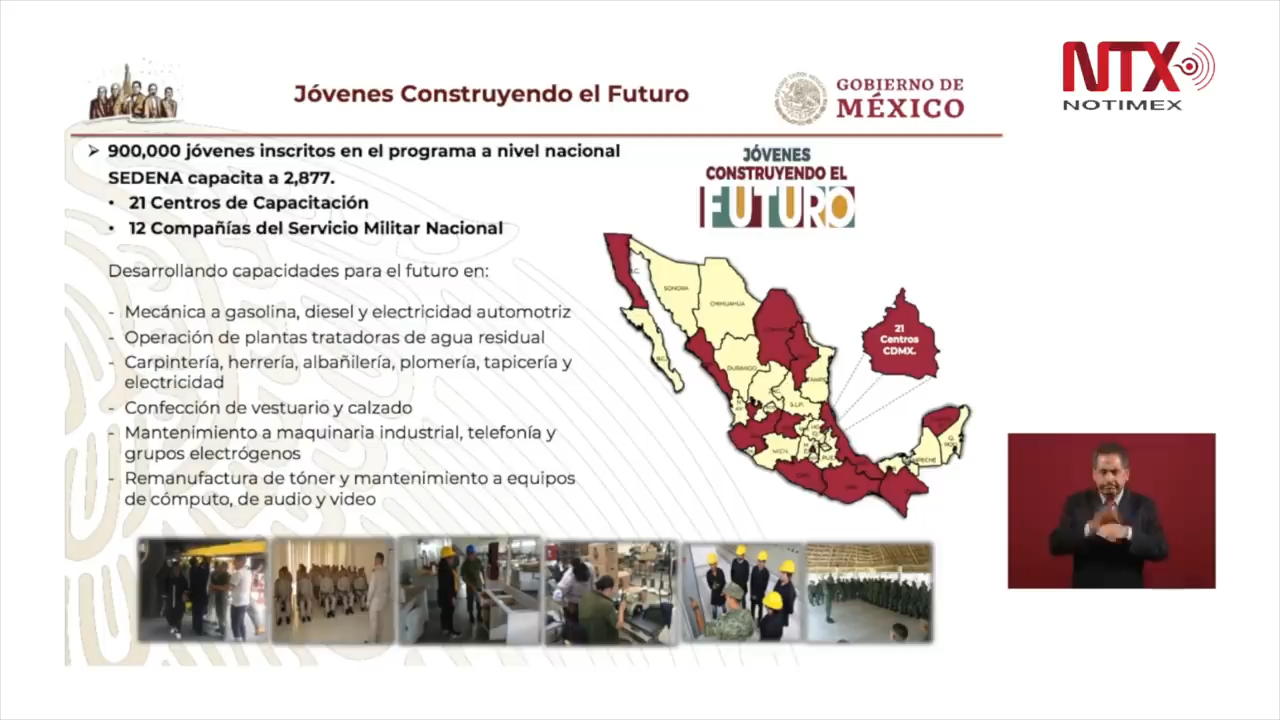 Jóvenes Construyendo el Futuro
GOBIERNO DE
MÉXICO
NTX
NOTIMEX
➢ 900,000 jóvenes inscritos en el programa a nivel nacional
SEDENA capacita a 2,877.
• 21 Centros de Capacitación
• 12 Compañías del Servicio Militar Nacional
Desarrollando capacidades para el futuro en:
- Mecánica a gasolina, diesel y electricidad automotriz
- Operación de plantas tratadoras de agua residual
- Carpintería, herrería, albañilería, plomería, tapicería y
electricidad
- Confección de vestuario y calzado
- Mantenimiento a maquinaria industrial, telefonía y
grupos electrógenos
- Remanufactura de tóner y mantenimiento a equipos
de cómputo, de audio y video
JÓVENES
CONSTRUYENDO EL
FUTURO
SONORA
CHIHUAHUA
DURANGO
S.L.P.
21
Centros
CDMX.